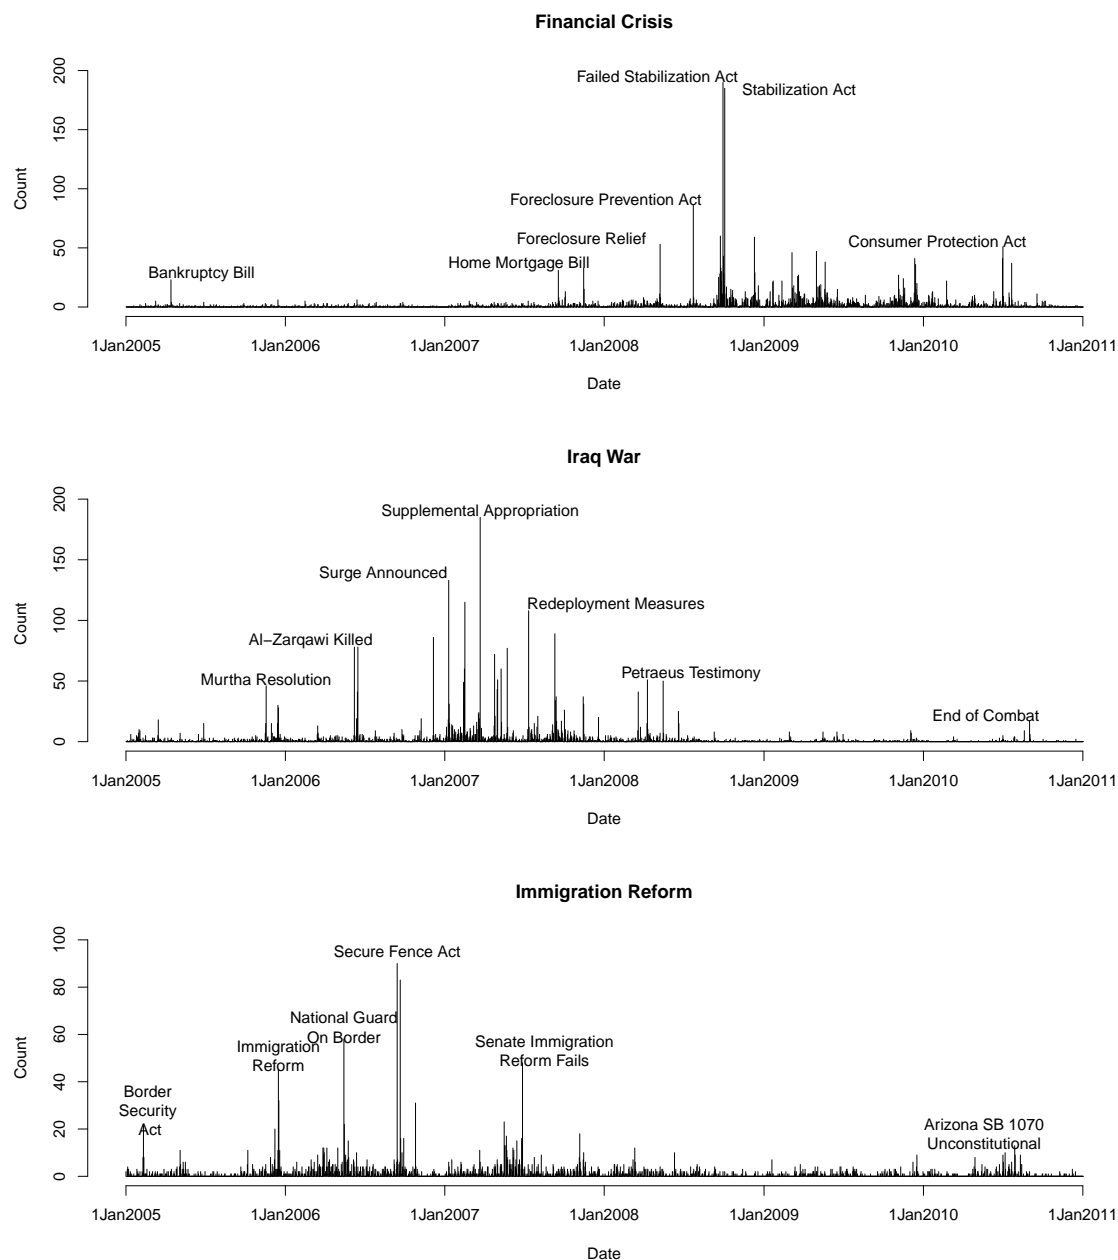 Financial Crisis
200
150
100
50
0
Count
Failed Stabilization Act
Stabilization Act
Foreclosure Prevention Act
Foreclosure Relief
Consumer Protection Act
Home Mortgage Bill
Bankruptcy Bill
1Jan2005 1Jan2006 1Jan2007 1Jan2008 1Jan2009 1Jan2010 1Jan2011
Date
Iraq War
200
150
100
50
0
Count
Supplemental Appropriation
Surge Announced
Redeployment Measures
Al−Zarqawi Killed
Petraeus Testimony
Murtha Resolution
End of Combat
1Jan2005 1Jan2006 1Jan2007 1Jan2008 1Jan2009 1Jan2010 1Jan2011
Date
Immigration Reform
100
80
60
40
20
0
Count
Secure Fence Act
National Guard
On Border
Immigration
Reform
Senate Immigration
Reform Fails
Border
Security
Act
Arizona SB 1070
Unconstitutional
1Jan2005 1Jan2006 1Jan2007 1Jan2008 1Jan2009 1Jan2010 1Jan2011
Date